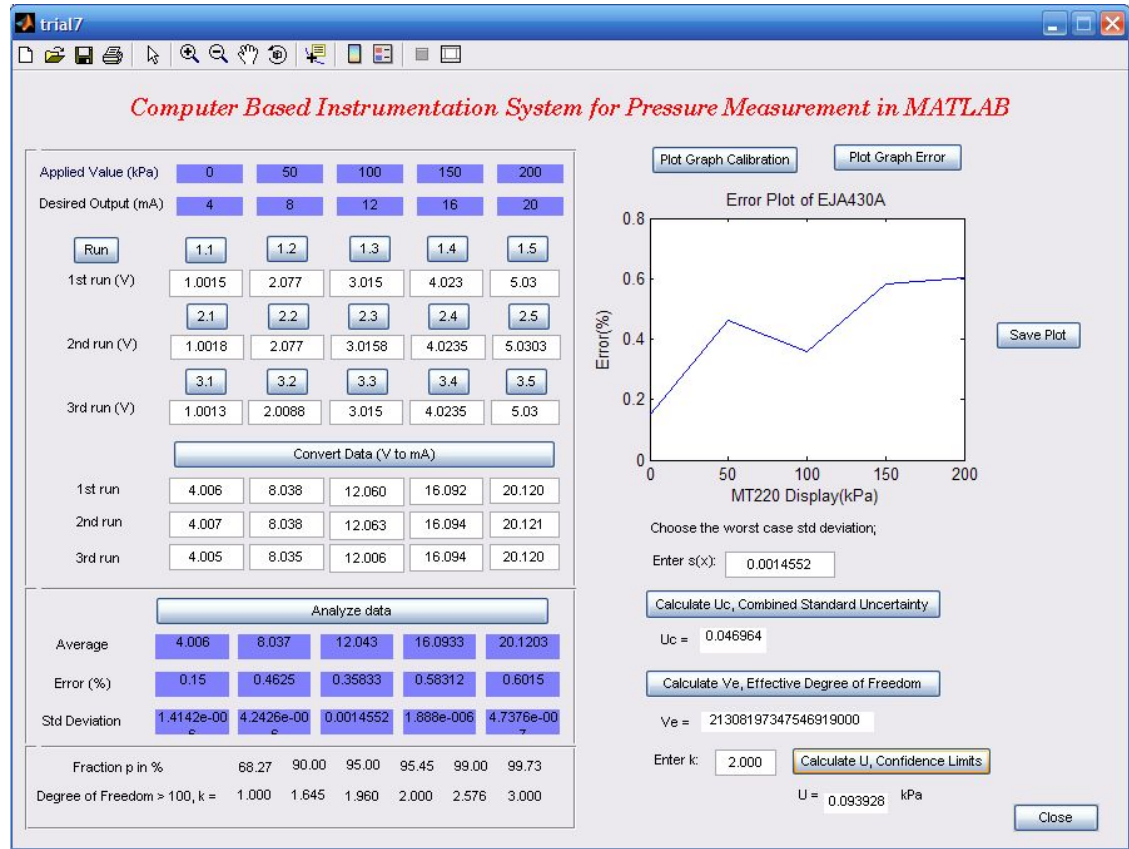 trial7
Computer Based Instrumentation System for Pressure Measurement in MATLAB
Applied Value (kPa) 0 50 100 150 200
Desired Output (mA) 4 8 12 16 20
Run 1.1 1.2 1.3 1.4 1.5
1st run (V) 1.0015 2.077 3.015 4.023 5.03
2.1 2.2 2.3 2.4 2.5
2nd run (V) 1.0018 2.077 3.0158 4.0235 5.0303
3.1 3.2 3.3 3.4 3.5
3rd run (V) 1.0013 2.0088 3.015 4.0235 5.03
Convert Data (V to mA)
1st run 4.006 8.038 12.060 16.092 20.120
2nd run 4.007 8.038 12.063 16.094 20.121
3rd run 4.005 8.035 12.006 16.094 20.120
Analyze data
Average 4.006 8.037 12.043 16.0933 20.1203
Error (%) 0.15 0.4625 0.35833 0.58312 0.6015
Std Deviation 1.4142e-00 4.2426e-00 0.0014552 1.888e-006 4.7376e-00
Fraction p in % 68.27 90.00 95.00 95.45 99.00 99.73
Degree of Freedom > 100, k = 1.000 1.645 1.960 2.000 2.576 3.000
Plot Graph Calibration Plot Graph Error
Error Plot of EJA430A
0.8
0.6
0.4
0.2
0
Error(%)
0 50 100 150 200
MT220 Display(kPa)
Save Plot
Choose the worst case std deviation;
Enter s(x): 0.0014552
Calculate Uc, Combined Standard Uncertainty
Uc = 0.046964
Calculate Ve, Effective Degree of Freedom
Ve = 21308197347546919000
Enter k: 2.000 Calculate U, Confidence Limits
U = 0.093928 kPa
Close